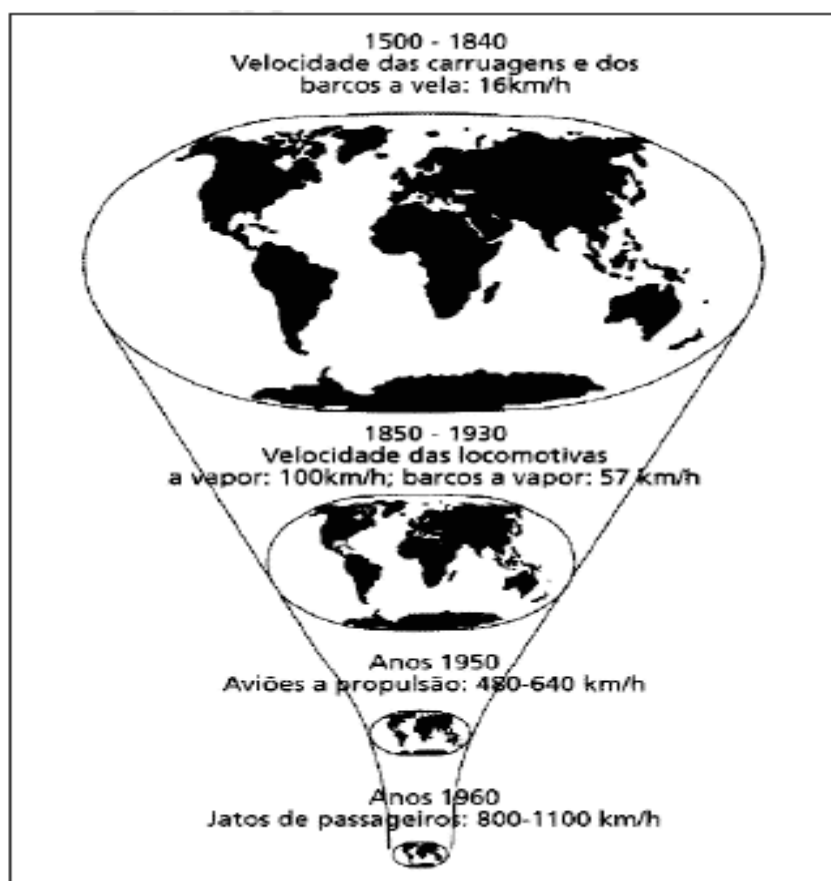 1500 - 1840
Velocidade das carruagens e dos
barcos a vela: 16km/h
1850 - 1930
Velocidade das locomotivas
a vapor: 100km/h; barcos a vapor: 57 km/h
Anos 1950
Aviões a propulsão: 480-640 km/h
Anos 1960
Jatos de passageiros: 800-1100 km/h